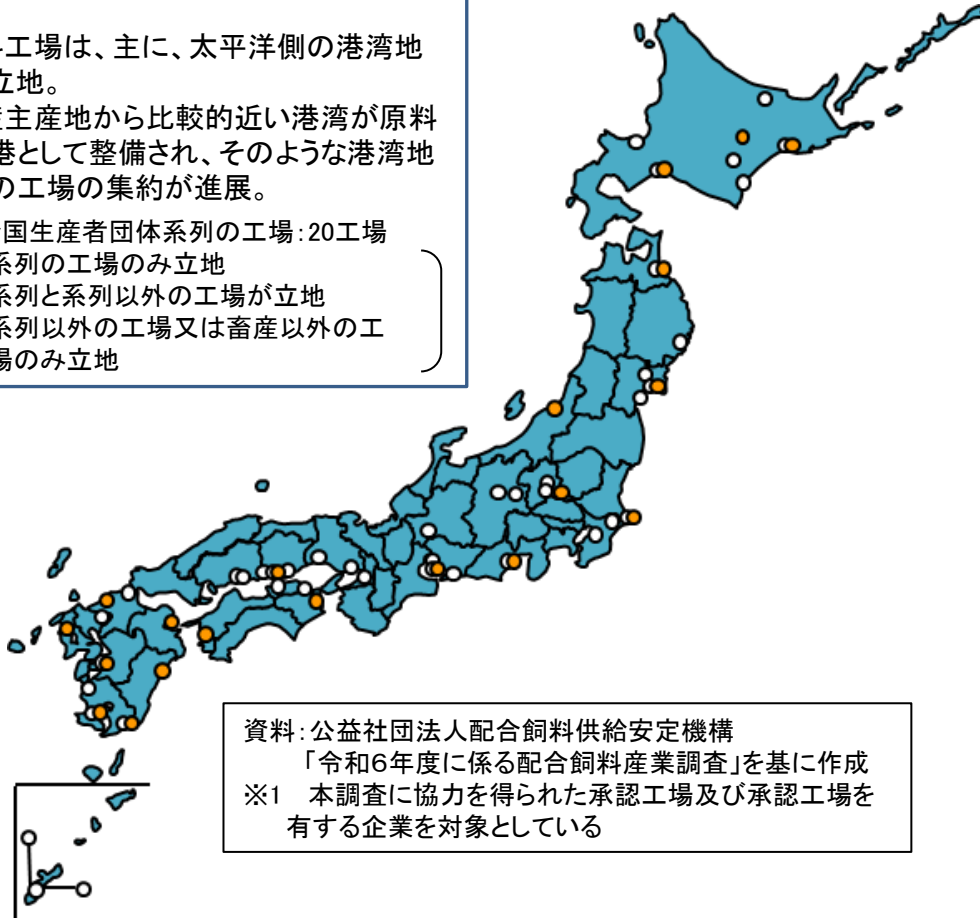 工場は、主に、太平洋側の港湾地
立地。
主産地から比較的近い港湾が原料
港として整備され、そのような港湾地
の工場の集約が進展。
国生産者団体系列の工場：20工場
系列の工場のみ立地
系列と系列以外の工場が立地
系列以外の工場又は畜産以外の工
場のみ立地
資料：公益社団法人配合飼料供給安定機構
「令和６年度に係る配合飼料産業調査」を基に作成
※1　本調査に協力を得られた承認工場及び承認工場を
有する企業を対象としている